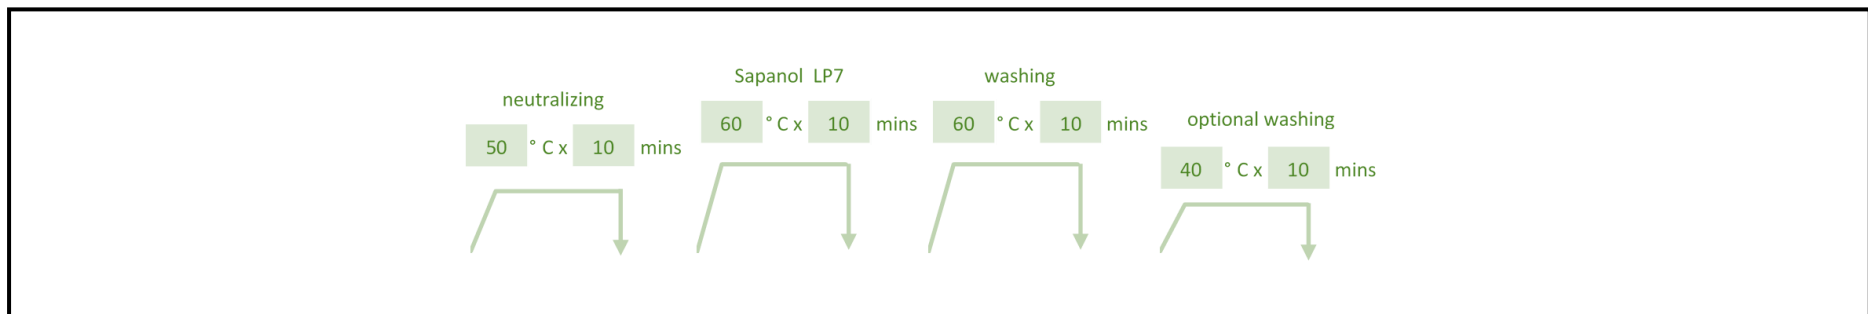 neutralizing
50 ° C x 10 mins
Sapanol LP7
60 ° C x 10 mins
washing
60 ° C x 10 mins
optional washing
40 ° C x 10 mins